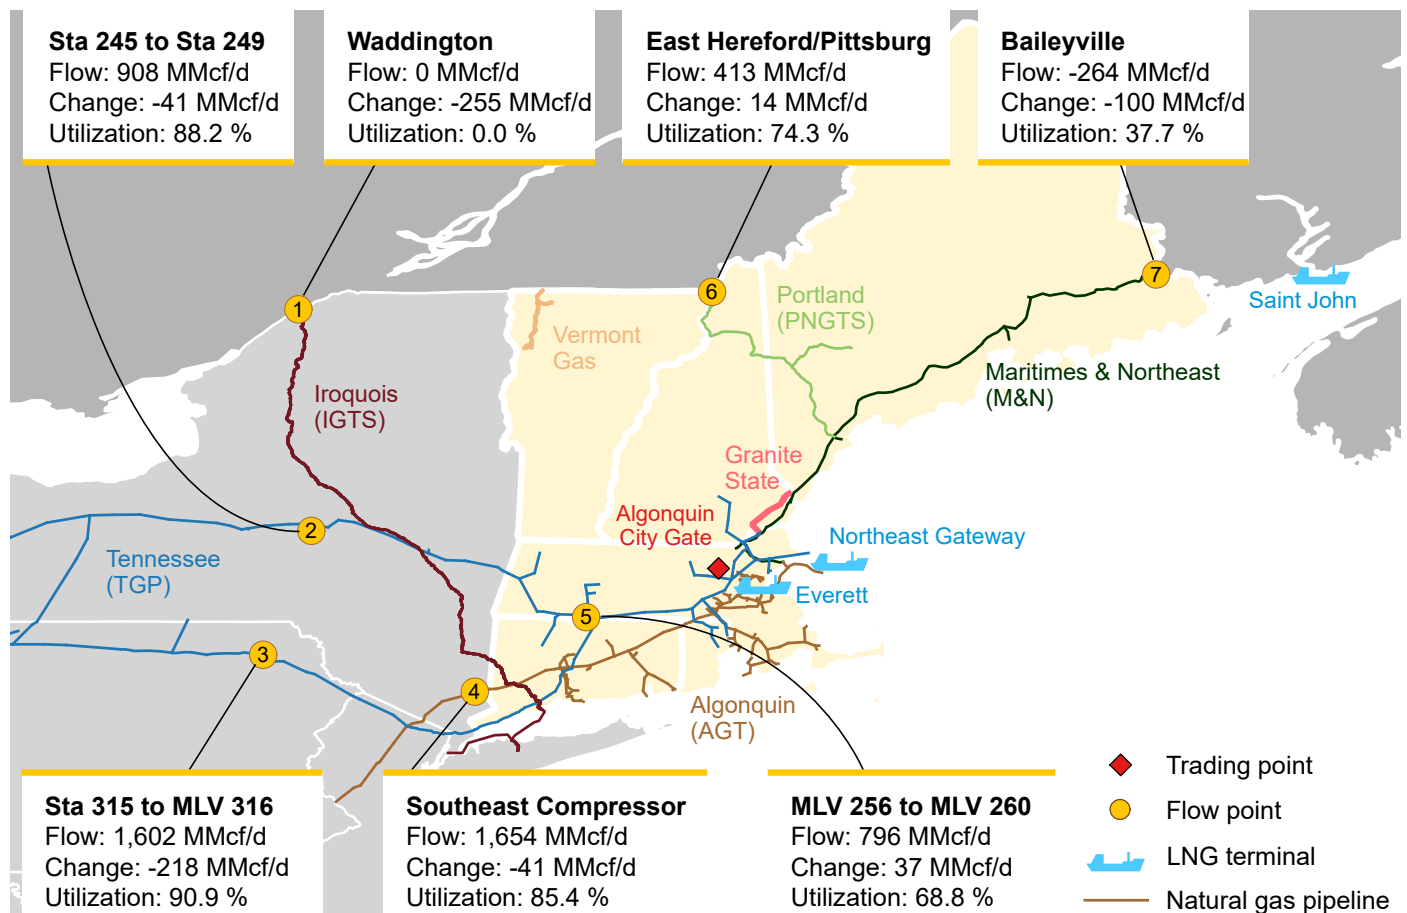 Sta 245 to Sta 249
Flow: 908 MMcf/d
Change: -41 MMcf/d
Utilization: 88.2 %
Waddington
Flow: 0 MMcf/d
Change: -255 MMcf/d
Utilization: 0.0 %
East Hereford/Pittsburg
Flow: 413 MMcf/d
Change: 14 MMcf/d
Utilization: 74.3 %
Baileyville
Flow: -264 MMcf/d
Change: -100 MMcf/d
Utilization: 37.7 %
1
6
7
Saint John
Portland
(PNGTS)
Vermont
Gas
Maritimes & Northeast
(M&N)
Iroquois
(IGTS)
Granite
State
Algonquin
City Gate
2
Northeast Gateway
Tennessee
(TGP)
Everett
5
3
4
Algonquin
(AGT)
Sta 315 to MLV 316
Flow: 1,602 MMcf/d
Change: -218 MMcf/d
Utilization: 90.9 %
Southeast Compressor
Flow: 1,654 MMcf/d
Change: -41 MMcf/d
Utilization: 85.4 %
MLV 256 to MLV 260
Flow: 796 MMcf/d
Change: 37 MMcf/d
Utilization: 68.8 %
Trading point
Flow point
LNG terminal
Natural gas pipeline